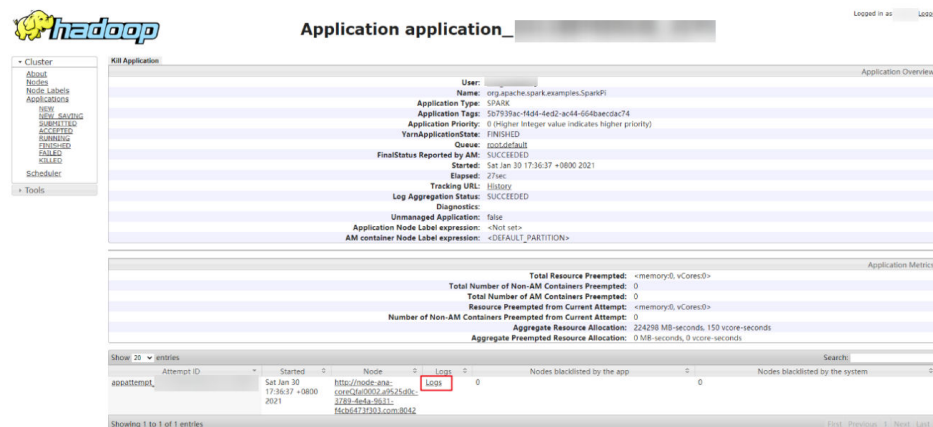 hadoop
Application application_
Logged in as
Logo
Cluster
About
Nodes
Node Labels
Applications
NEW
NEW_SAVING
SUBMITTED
ACCEPTED
RUNNING
FINISHED
FAILED
KILLED
Scheduler
Tools
Kill Application
Application Overview
User:
Name: org.apache.spark.examples.SparkPi
Application Type: SPARK
Application Tags: 5b7939ac-f4d4-4ed2-ac44-664baecdac74
Application Priority: 0 (Higher Integer value indicates higher priority)
YarnApplicationState: FINISHED
Queue: root.default
FinalStatus Reported by AM: SUCCEEDED
Started: Sat Jan 30 17:36:37 +0800 2021
Elapsed: 27sec
Tracking URL: History
Log Aggregation Status: SUCCEEDED
Diagnostics:
Unmanaged Application: false
Application Node Label expression: <Not set>
AM container Node Label expression: <DEFAULT_PARTITION>
Application Metrics
Total Resource Preempted: <memory:0, vCores:0>
Total Number of Non-AM Containers Preempted: 0
Total Number of AM Containers Preempted: 0
Resource Preempted from Current Attempt: <memory:0, vCores:0>
Number of Non-AM Containers Preempted from Current Attempt: 0
Aggregate Resource Allocation: 224298 MB-seconds, 150 vcore-seconds
Aggregate Preempted Resource Allocation: 0 MB-seconds, 0 vcore-seconds
Show 20 entries
Search:
Attempt ID Started Node Logs Nodes blacklisted by the app Nodes blacklisted by the system
appattempt_ Sat Jan 30 http://node-ana- Logs 0 0
17:36:37 +0800 coreQfal0002.a9525d0c-
2021 3789-4e4a-9631-
f4cb6473f303.com:8042
Showing 1 to 1 of 1 entries
First Previous 1 Next Last